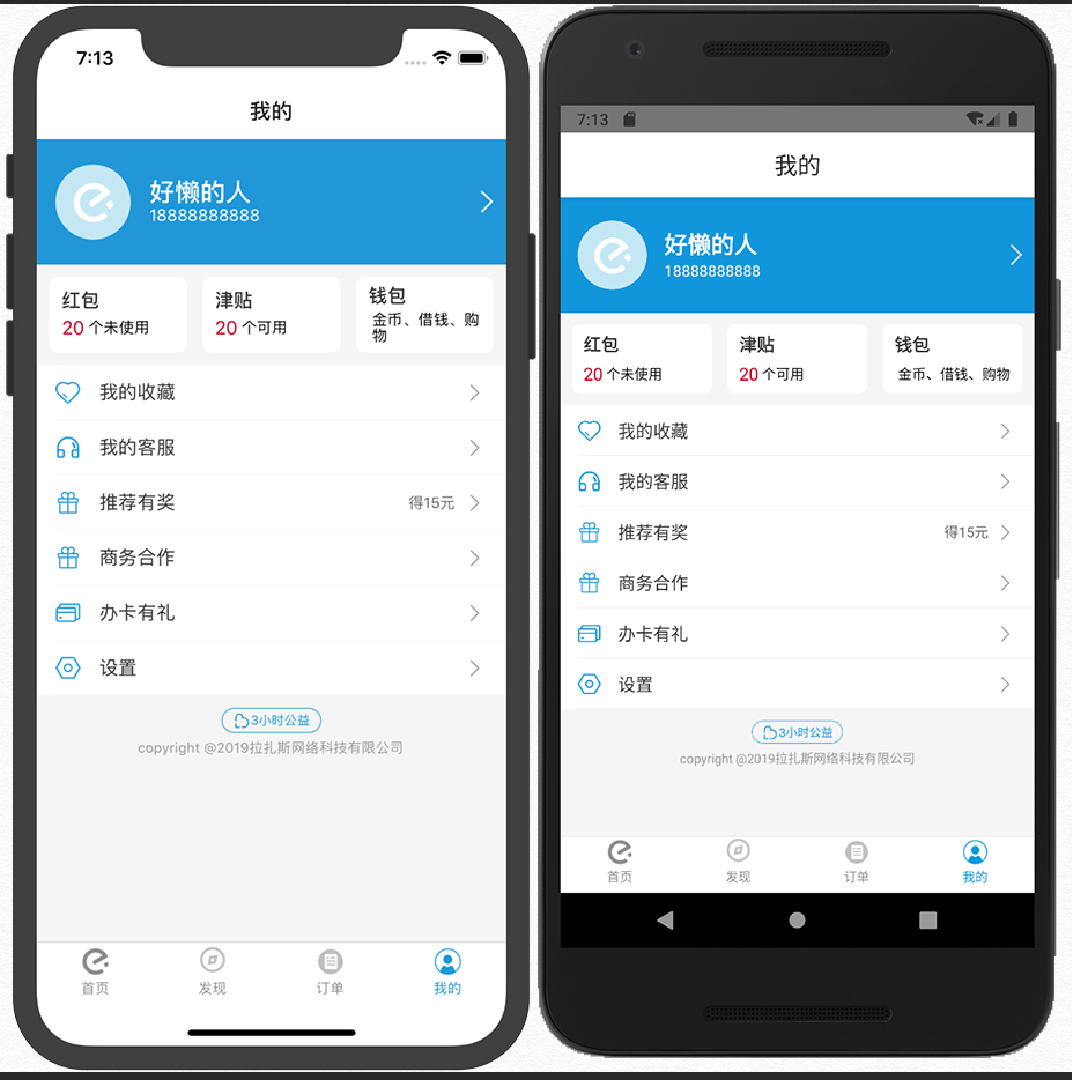 7:13
我的
好懒的人
18888888888
红包
20 个未使用
津贴
20 个可用
钱包
金币、借钱、购
物
我的收藏
我的客服
推荐有奖 得15元
商务合作
办卡有礼
设置
3小时公益
copyright @2019拉扎斯网络科技有限公司
首页 发现 订单 我的
7:13
我的
好懒的人
18888888888
红包
20 个未使用
津贴
20 个可用
钱包
金币、借钱、购物
我的收藏
我的客服
推荐有奖 得15元
商务合作
办卡有礼
设置
3小时公益
copyright @2019拉扎斯网络科技有限公司
首页 发现 订单 我的